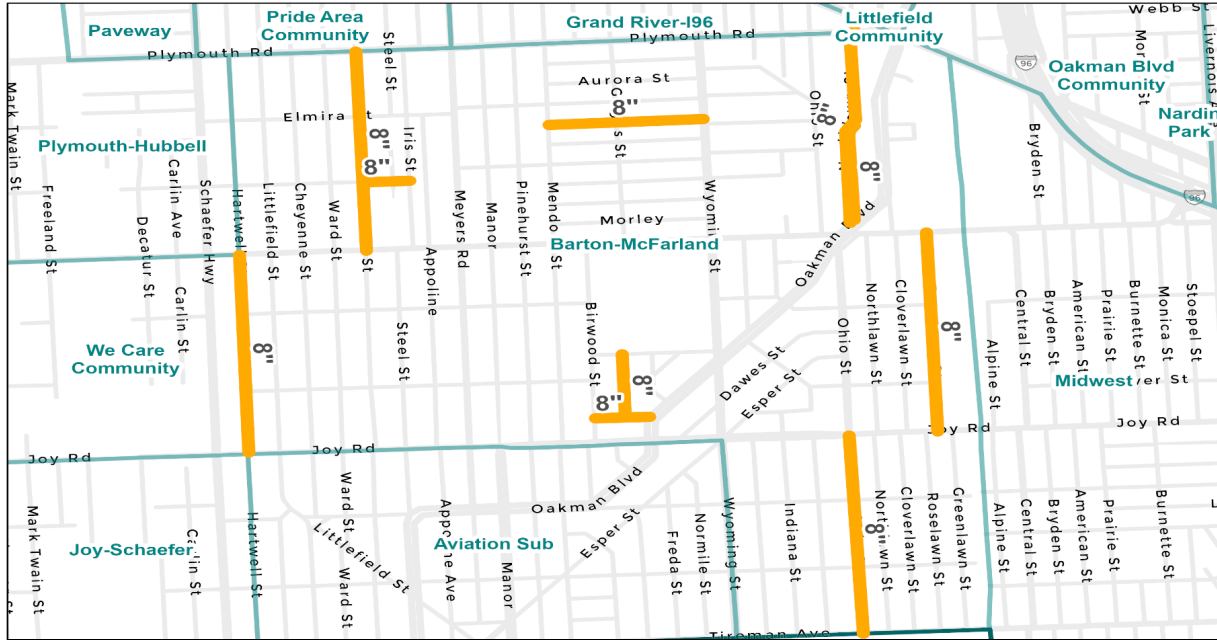 Paveway
Pride Area
Community
Grand River-I96
Littlefield
Community
Webb St
Plymouth Rd
Plymouth Rd
Steel St
Aurora St
96
Oakman Blvd
Community
Nardin
Park
Mark Twain St
Elmira
8"
8"
8"
8"
8"
Iris St
Bryden St
Plymouth-Hubbell
Carlin Ave
Schaefer Hwy
Freeland St
Decatur St
Littlefield St
Cheyenne St
Ward St
St
Appoline
Meyers Rd
Manor
Pinehurst St
Morley
Barton-McFarland
Oakman Blvd
96
Carlin St
We Care
Community
8"
Steel St
Birwood St
8"
8"
Dawes St
Esper St
Ohio St
Northlawn St
Cloverlawn St
8"
Alpine St
Central St
Bryden St
American St
Prairie St
Burnette St
Monica St
Stoepel St
Midwest
Joy Rd
Joy Rd
Joy Rd
Joy Rd
Mark Twain St
Joy-Schaefer
Hartwell St
Ward St
Littlefield St
Ward St
Aviation Sub
Manor
Oakman Blvd
Esper St
Freda St
Normile St
Wyoming St
Indiana St
8"
Cloverlawn St
Roselawn St
Greenlawn St
Alpine St
Central St
Bryden St
American St
Prairie St
Burnette St
Tireman Ave